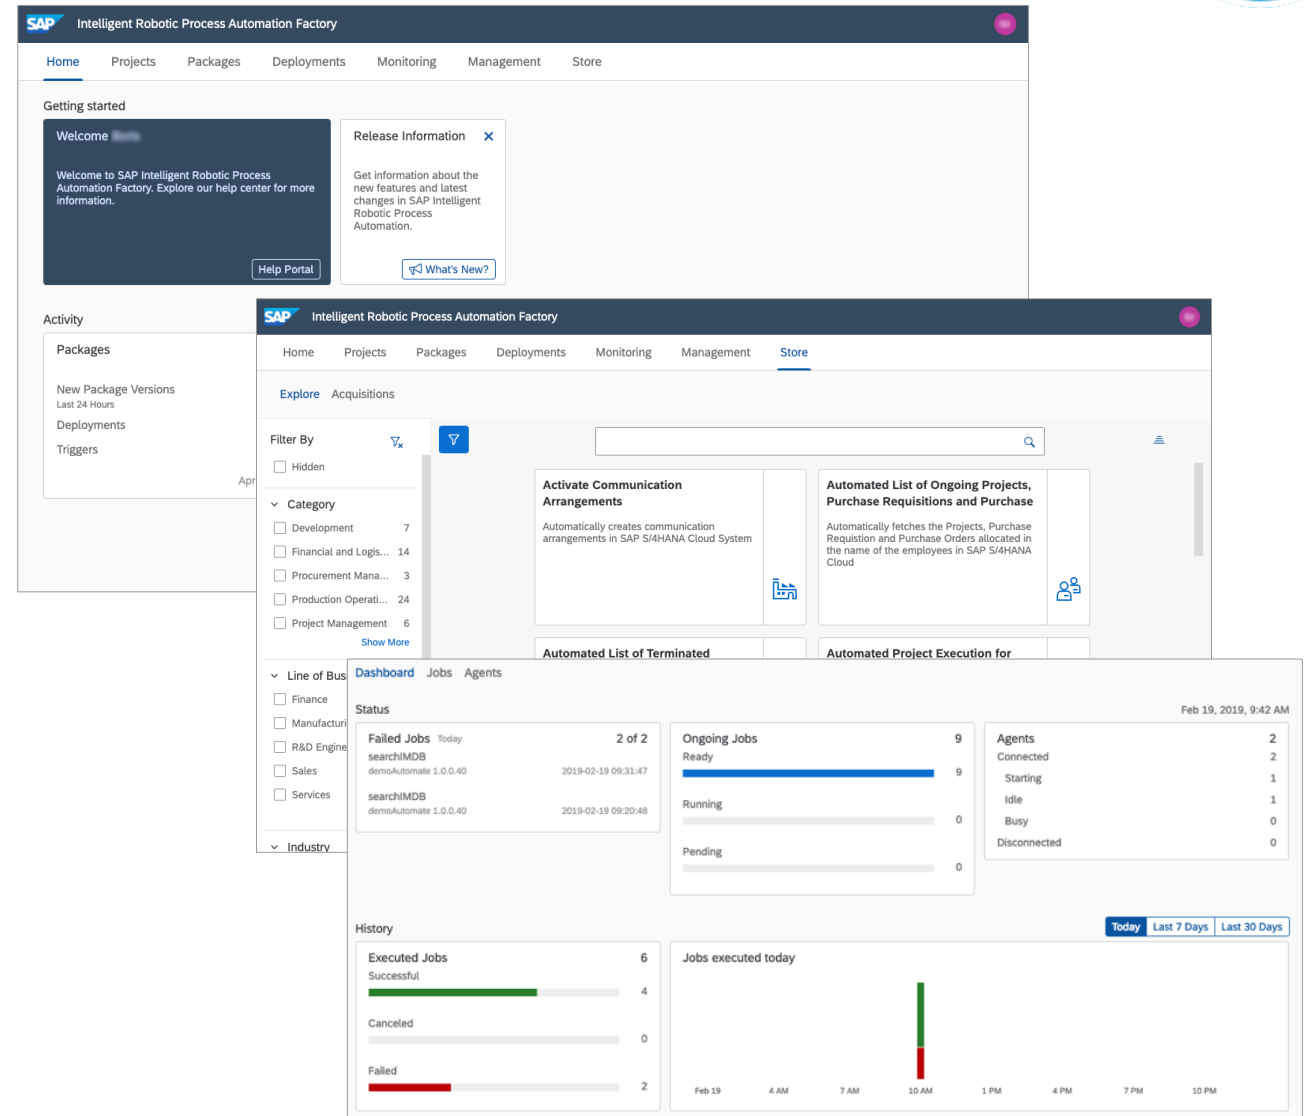 SAP Intelligent Robotic Process Automation Factory
Home Projects Packages Deployments Monitoring Management Store
Getting started
Welcome
Welcome to SAP Intelligent Robotic Process
Automation Factory. Explore our help center for more
information.
Help Portal
Release Information
Get information about the
new features and latest
changes in SAP Intelligent
Robotic Process
Automation.
What's New?
Activity
Packages
New Package Versions
Last 24 Hours
Deployments
Triggers
Apr
SAP Intelligent Robotic Process Automation Factory
Home Projects Packages Deployments Monitoring Management Store
Explore Acquisitions
Filter By
Hidden
Category
Development 7
Financial and Logis... 14
Procurement Mana... 3
Production Operati... 24
Project Management 6
Show More
Line of Bus
Finance
Manufacturi
R&D Engine
Sales
Services
Industry
Activate Communication
Arrangements
Automatically creates communication
arrangements in SAP S/4HANA Cloud System
Automated List of Ongoing Projects,
Purchase Requisitions and Purchase
Automatically fetches the Projects, Purchase
Requistion and Purchase Orders allocated in
the name of the employees in SAP S/4HANA
Cloud
Automated List of Terminated
Automated Project Execution for
Dashboard Jobs Agents
Status
Feb 19, 2019, 9:42 AM
Failed Jobs Today 2 of 2
searchIMDB
demoAutomate 1.0.0.40 2019-02-19 09:31:47
searchIMDB
demoAutomate 1.0.0.40 2019-02-19 09:20:48
Ongoing Jobs 9
Ready
9
Running
0
Pending
0
Agents 2
Connected 2
Starting 1
Idle 1
Busy 0
Disconnected 0
History
Today Last 7 Days Last 30 Days
Executed Jobs 6
Successful
4
Canceled
0
Failed
2
Jobs executed today
Feb 19 4 AM 7 AM 10 AM 1 PM 4 PM 7 PM 10 PM